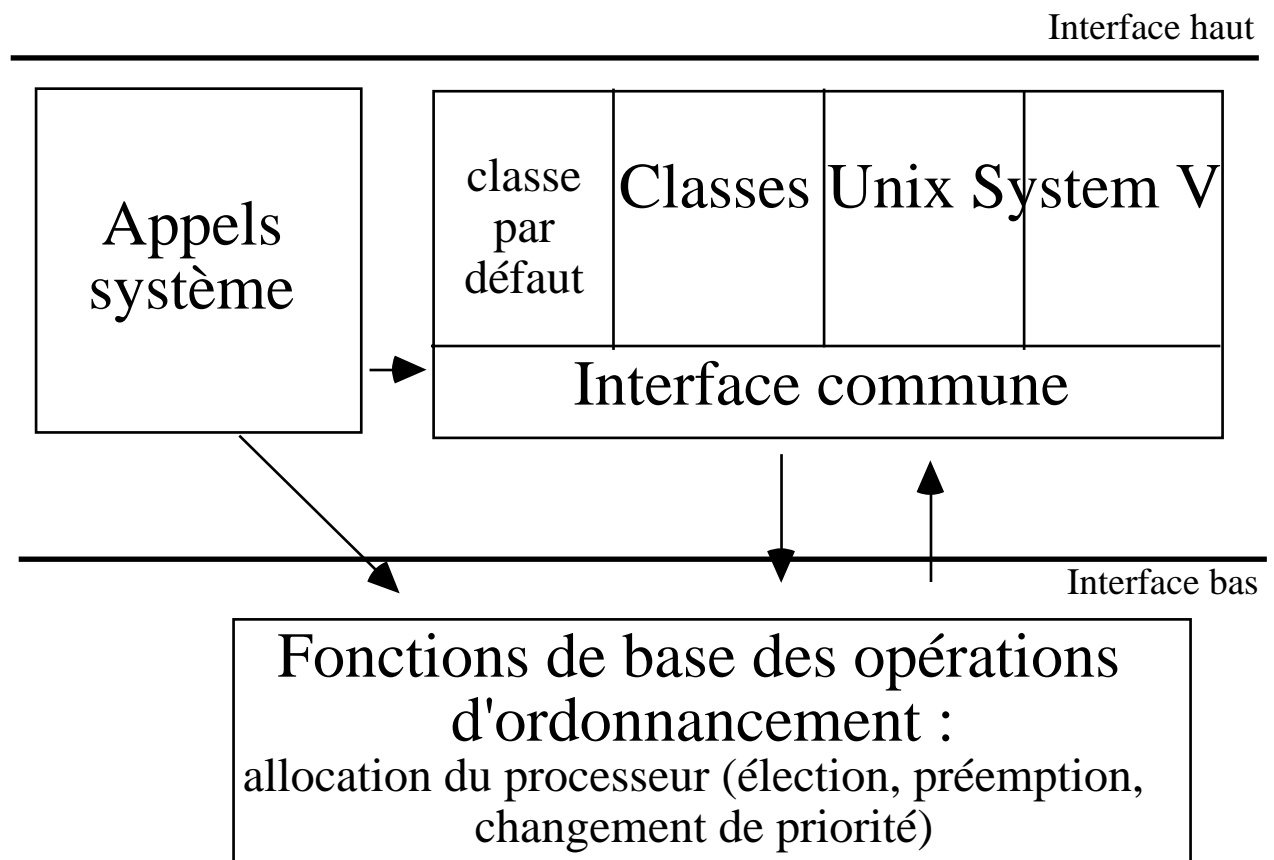 Interface haut
Appels
système
classe
par
défaut
Classes Unix System V
Interface commune
Interface bas
Fonctions de base des opérations
d'ordonnancement :
allocation du processeur (élection, préemption,
changement de priorité)